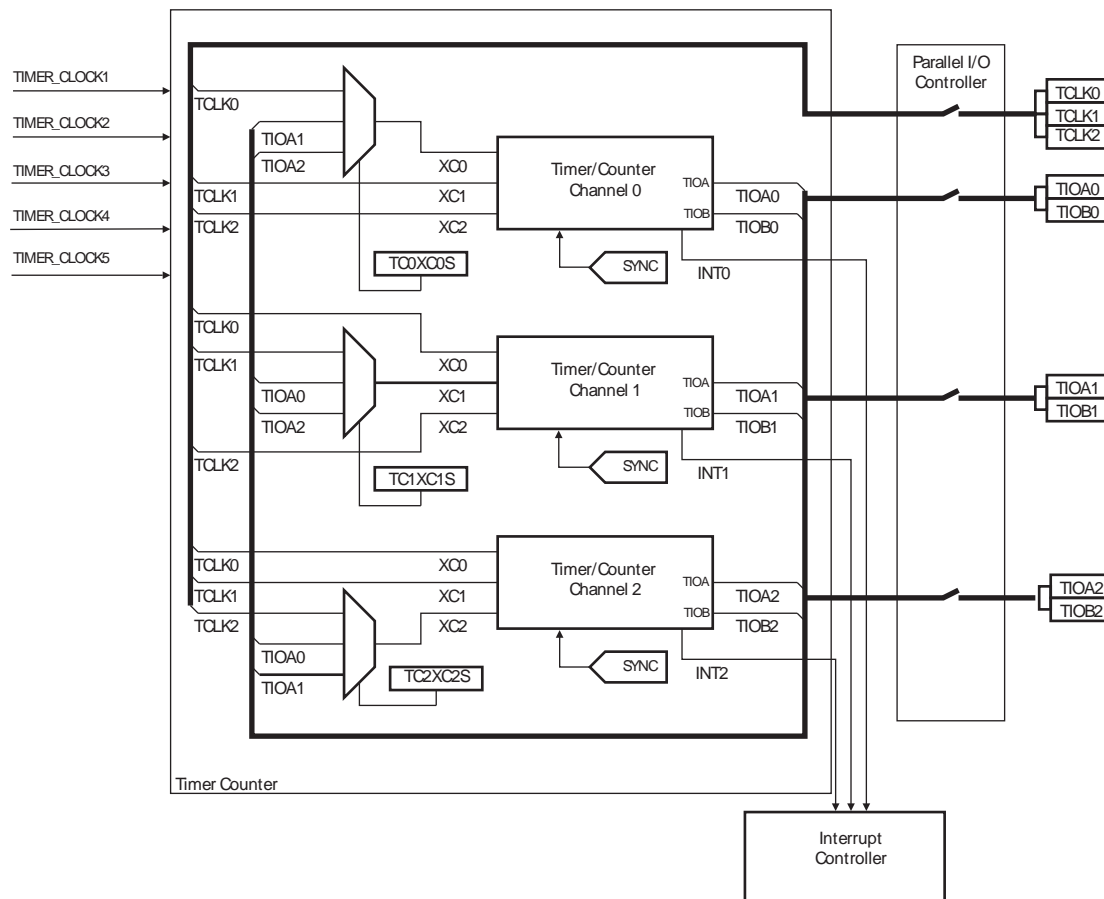 Parallel I/O
Controller
TIMER_CLOCK1
TCLK0
TCLK0
TCLK1
TCLK2
TIMER_CLOCK2
TIOA1
TIOA2
XC0
Timer/Counter
Channel 0
TIOA
TIOA0
TIMER_CLOCK3
TCLK1
XC1
TIOA0
TIOB0
TIMER_CLOCK4
TCLK2
XC2
TIOB
TIOB0
TIMER_CLOCK5
TC0XC0S
SYNC
INT0
TCLK0
TCLK1
XC0
Timer/Counter
Channel 1
TIOA
TIOA0
XC1
TIOA1
TIOA1
TIOB1
TIOA2
XC2
TIOB
TIOB1
TCLK2
TC1XC1S
SYNC
INT1
TCLK0
XC0
Timer/Counter
Channel 2
TIOA
TCLK1
XC1
TIOA2
TIOA2
TIOB2
TCLK2
XC2
TIOB
TIOB2
TIOA0
TIOA1
TC2XC2S
SYNC
INT2
Timer Counter
Interrupt
Controller